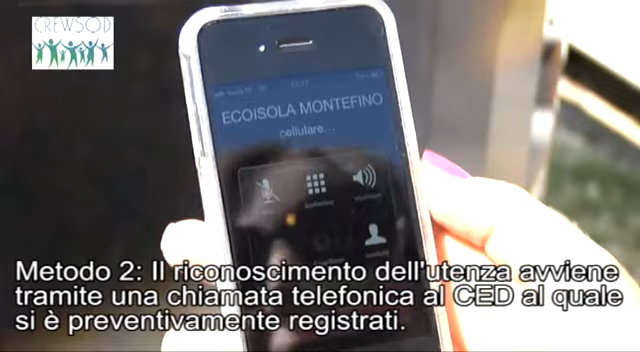 CREWSOD
ECOISOLA MONTEFINO
cellulare...
Metodo 2: Il riconoscimento dell'utenza avviene
tramite una chiamata telefonica al CED al quale
si è preventivamente registrati.